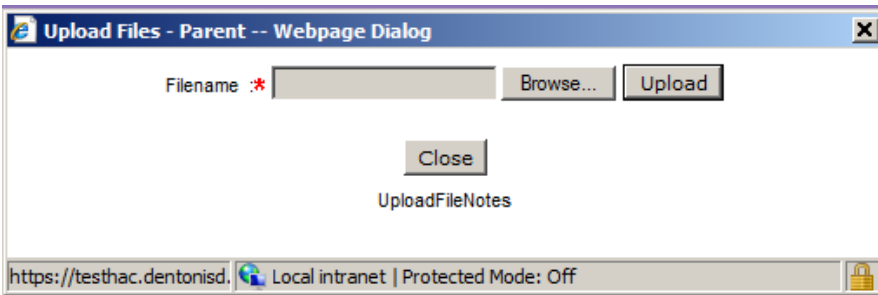 Upload Files - Parent -- Webpage Dialog
Filename :* Browse... Upload
Close
UploadFileNotes
https://testhac.dentonisd. Local intranet | Protected Mode: Off